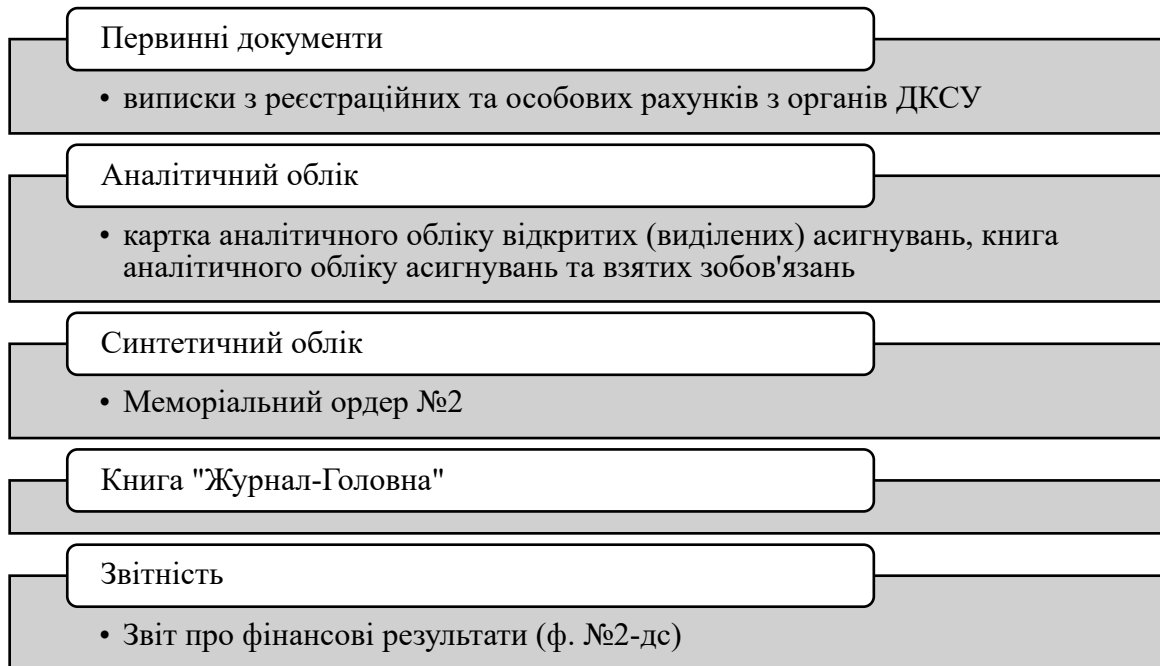 Первинні документи
• виписки з реєстраційних та особових рахунків з органів ДКСУ
Аналітичний облік
• картка аналітичного обліку відкритих (виділених) асигнувань, книга
аналітичного обліку асигнувань та взятих зобов'язань
Синтетичний облік
• Меморіальний ордер №2
Книга "Журнал-Головна"
Звітність
• Звіт про фінансові результати (ф. №2-дс)